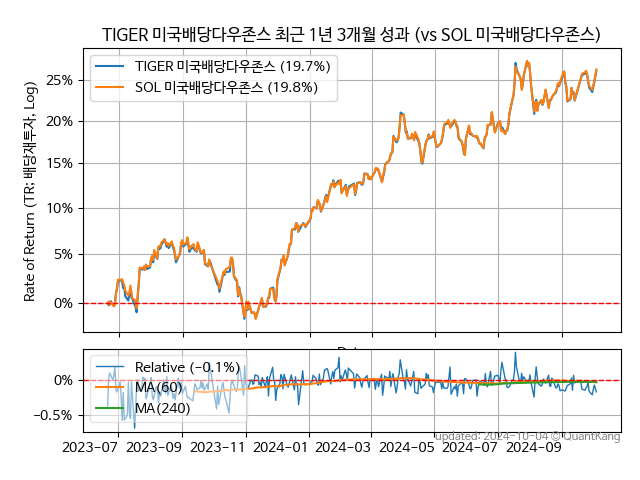 TIGER 미국배당다우존스 최근 1년 3개월 성과 (vs SOL 미국배당다우존스)
TIGER 미국배당다우존스 (19.7%)
SOL 미국배당다우존스 (19.8%)
Rate of Return (TR: 배당재투자, Log)
25%
20%
15%
10%
5%
0%
Relative (−0.1%)
MA(60)
MA(240)
0%
−0.5%
2023−07
2023−09
2023−11
2024−01
2024−03
2024−05
2024−07
2024−09
updated: 2024−10−04 © QuantKang